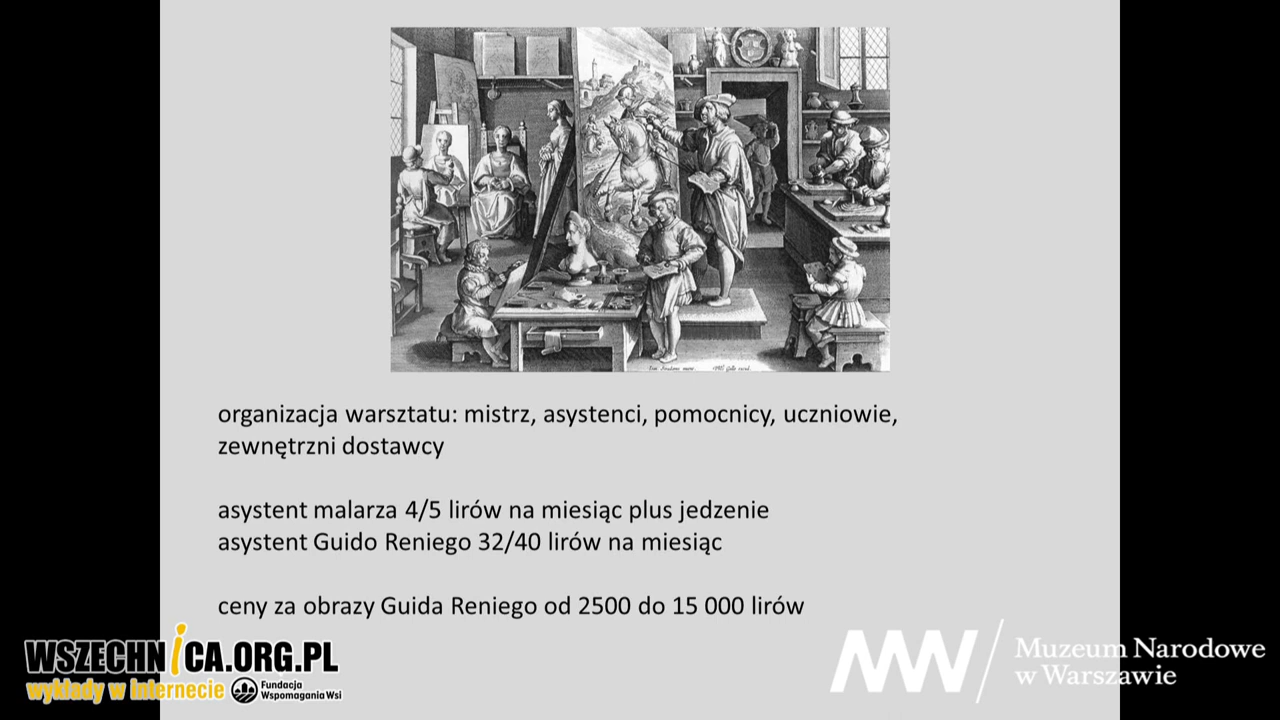 organizacja warsztatu: mistrz, asystenci, pomocnicy, uczniowie,
zewnętrzni dostawcy
asystent malarza 4/5 lirów na miesiąc plus jedzenie
asystent Guido Reniego 32/40 lirów na miesiąc
ceny za obrazy Guida Reniego od 2500 do 15 000 lirów
WSZECHNICA.ORG.PL
wykłady w internecie
Fundacja
Wspomagania Wsi
MNW
Muzeum Narodowe
w Warszawie